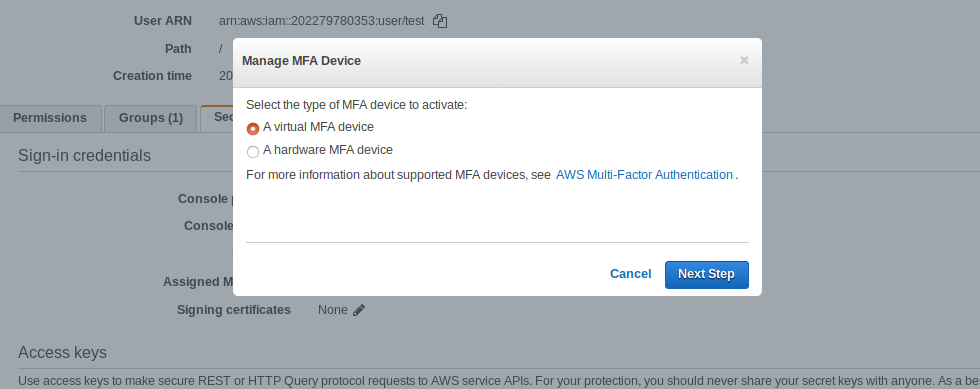 User ARN arn:aws:iam::202279780353:user/test
Path /
Creation time 20
Manage MFA Device
Select the type of MFA device to activate:
A virtual MFA device
A hardware MFA device
For more information about supported MFA devices, see AWS Multi-Factor Authentication.
Cancel Next Step
Permissions Groups (1) Sec
Sign-in credentials
Console
Console
Assigned M
Signing certificates None
Access keys
Use access keys to make secure REST or HTTP Query protocol requests to AWS service APIs. For your protection, you should never share your secret keys with anyone. As a be